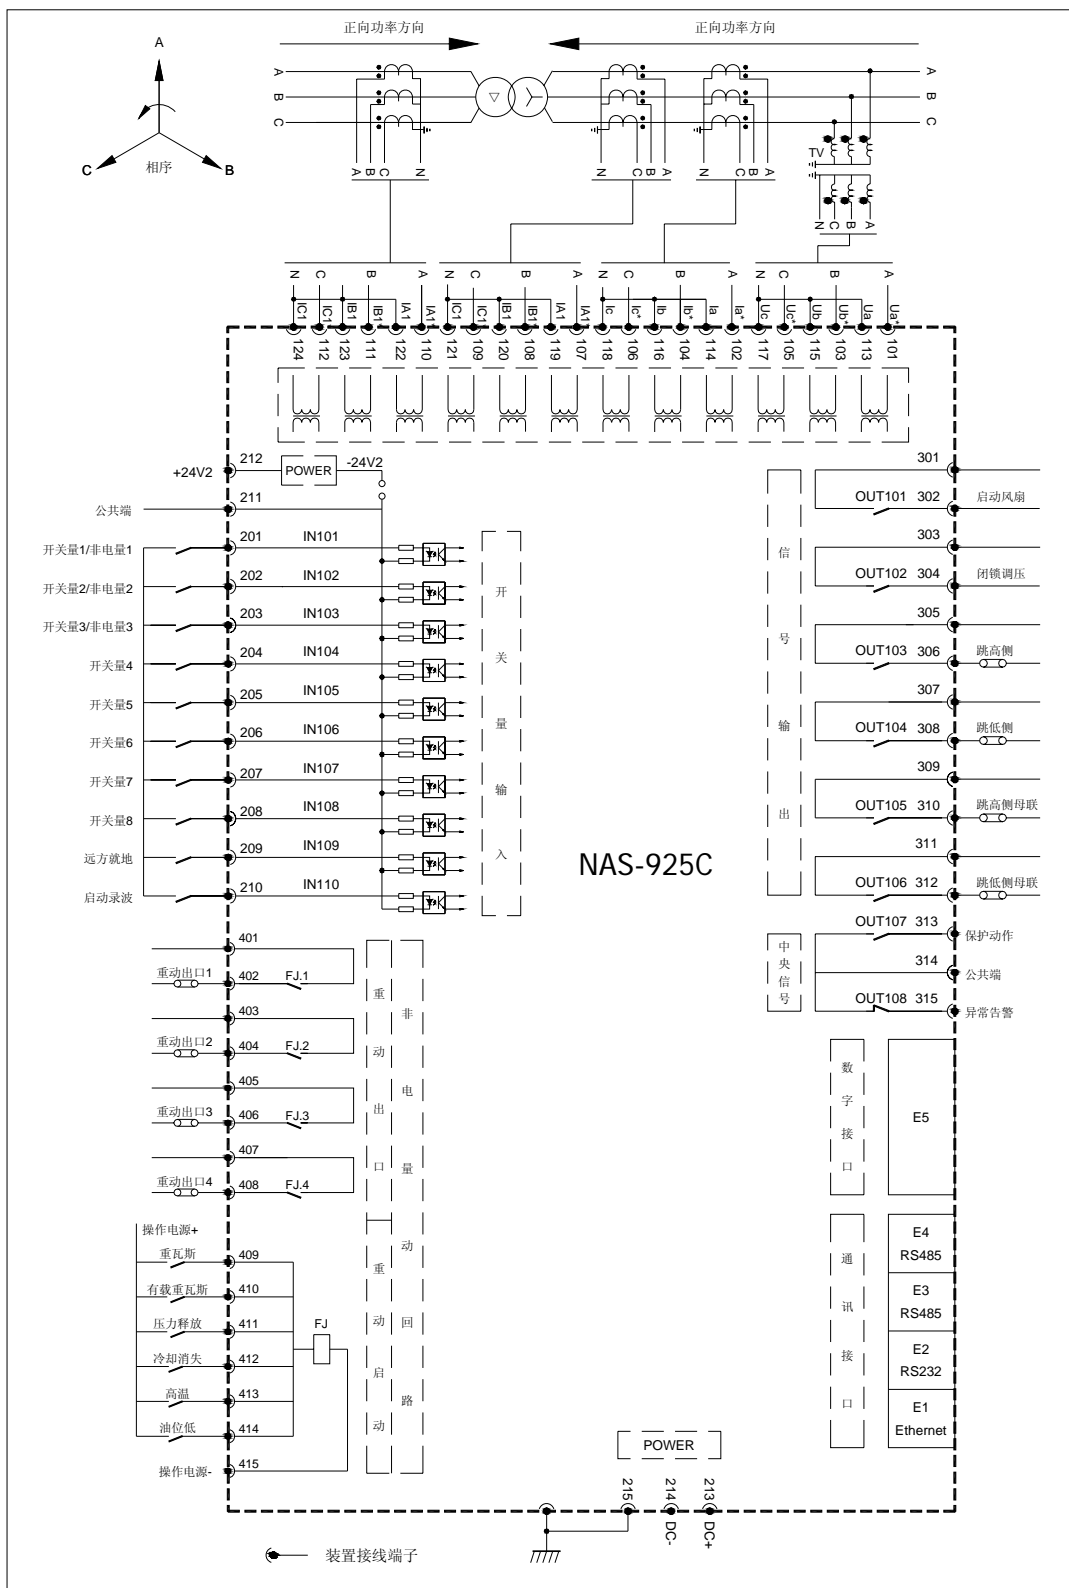 正向功率方向 正向功率方向
A
C B
相序
A A
B B
C C
TV
A B C N N C B A N C B A
N C B A
N C B A N C B A N C B A N C B A
IC1 IC1* IB1 IB1* IA1 IA1* IC1 IC1* IB1 IB1* IA1 IA1* Ic Ic* Ib Ib* Ia Ia* Uc Uc* Ub Ub* Ua Ua*
124 112 123 111 122 110 121 109 120 108 119 107 118 106 116 104 114 102 117 105 115 103 113 101
+24V2 212 POWER -24V2
公共端 211
开关量1/非电量1 201 IN101
开关量2/非电量2 202 IN102
开关量3/非电量3 203 IN103
开关量4 204 IN104
开关量5 205 IN105
开关量6 206 IN106
开关量7 207 IN107
开关量8 208 IN108
远方就地 209 IN109
启动录波 210 IN110
开关量输入
NAS-925C
信号输出
301
OUT101 302 启动风扇
303
OUT102 304 闭锁调压
305
OUT103 306 跳高侧
307
OUT104 308 跳低侧
309
OUT105 310 跳高侧母联
311
OUT106 312 跳低侧母联
中央信号
OUT107 313 保护动作
314 公共端
OUT108 315 异常告警
401
重动出口1 402 FJ.1
403
重动出口2 404 FJ.2
405
重动出口3 406 FJ.3
407
重动出口4 408 FJ.4
重动出口
非电量动回路
重动启动
操作电源+
重瓦斯 409
有载重瓦斯 410
压力释放 411
冷却消失 412
高温 413
油位低 414
操作电源- 415
FJ
数字接口
E5
通讯接口
E4
RS485
E3
RS485
E2
RS232
E1
Ethernet
POWER
215 214 213
DC- DC+
装置接线端子